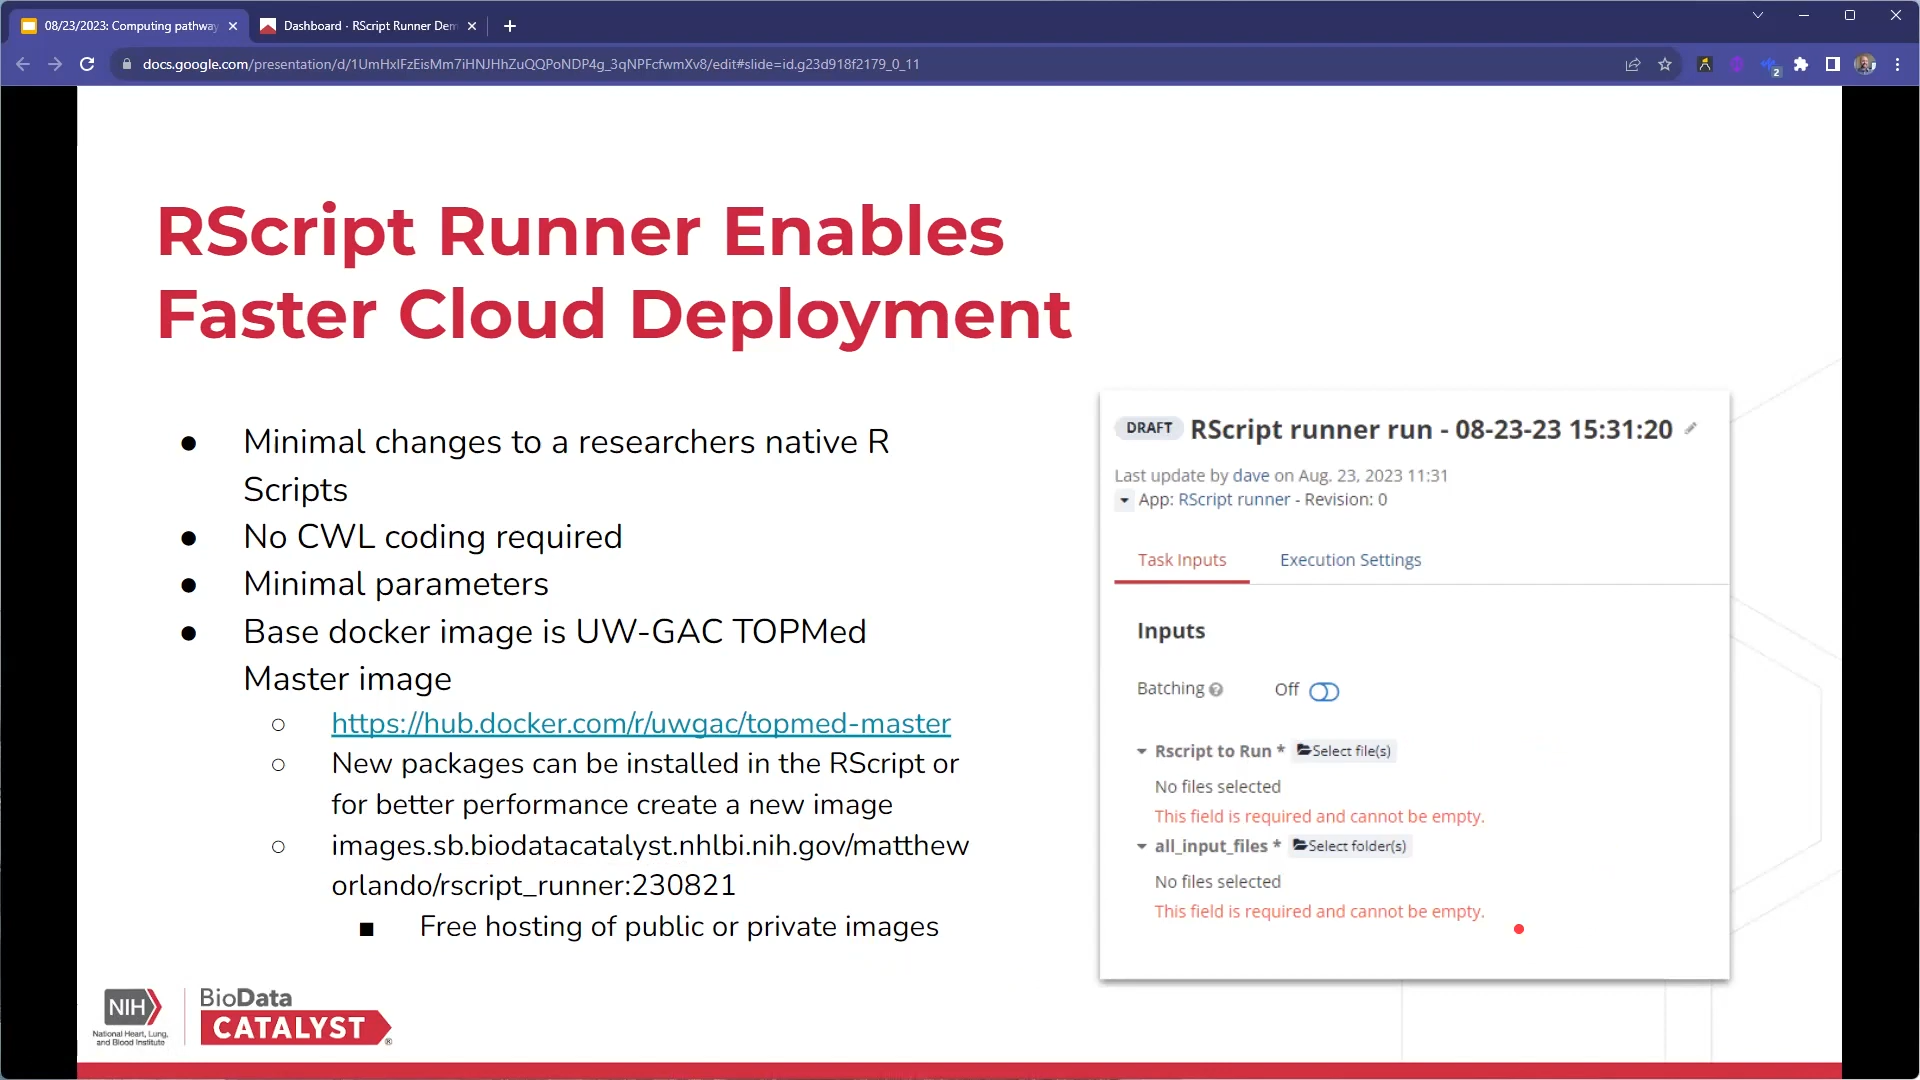 08/23/2023: Computing pathway
Dashboard · RScript Runner Dem
docs.google.com/presentation/d/1UmHxlFzEisMm7iHNJHhZuQQPoNDP4g_3qNPFcfwmXv8/edit#slide=id.g23d918f2179_0_11
2
RScript Runner Enables
Faster Cloud Deployment
● Minimal changes to a researchers native R
Scripts
● No CWL coding required
● Minimal parameters
● Base docker image is UW-GAC TOPMed
Master image
○ https://hub.docker.com/r/uwgac/topmed-master
○ New packages can be installed in the RScript or
for better performance create a new image
○ images.sb.biodatacatalyst.nhlbi.nih.gov/matthew
orlando/rscript_runner:230821
■ Free hosting of public or private images
DRAFT RScript runner run - 08-23-23 15:31:20
Last update by dave on Aug. 23, 2023 11:31
App: RScript runner - Revision: 0
Task Inputs Execution Settings
Inputs
Batching ? Off
Rscript to Run * Select file(s)
No files selected
This field is required and cannot be empty.
all_input_files * Select folder(s)
No files selected
This field is required and cannot be empty.
NIH
National Heart, Lung,
and Blood Institute
BioData
CATALYST®